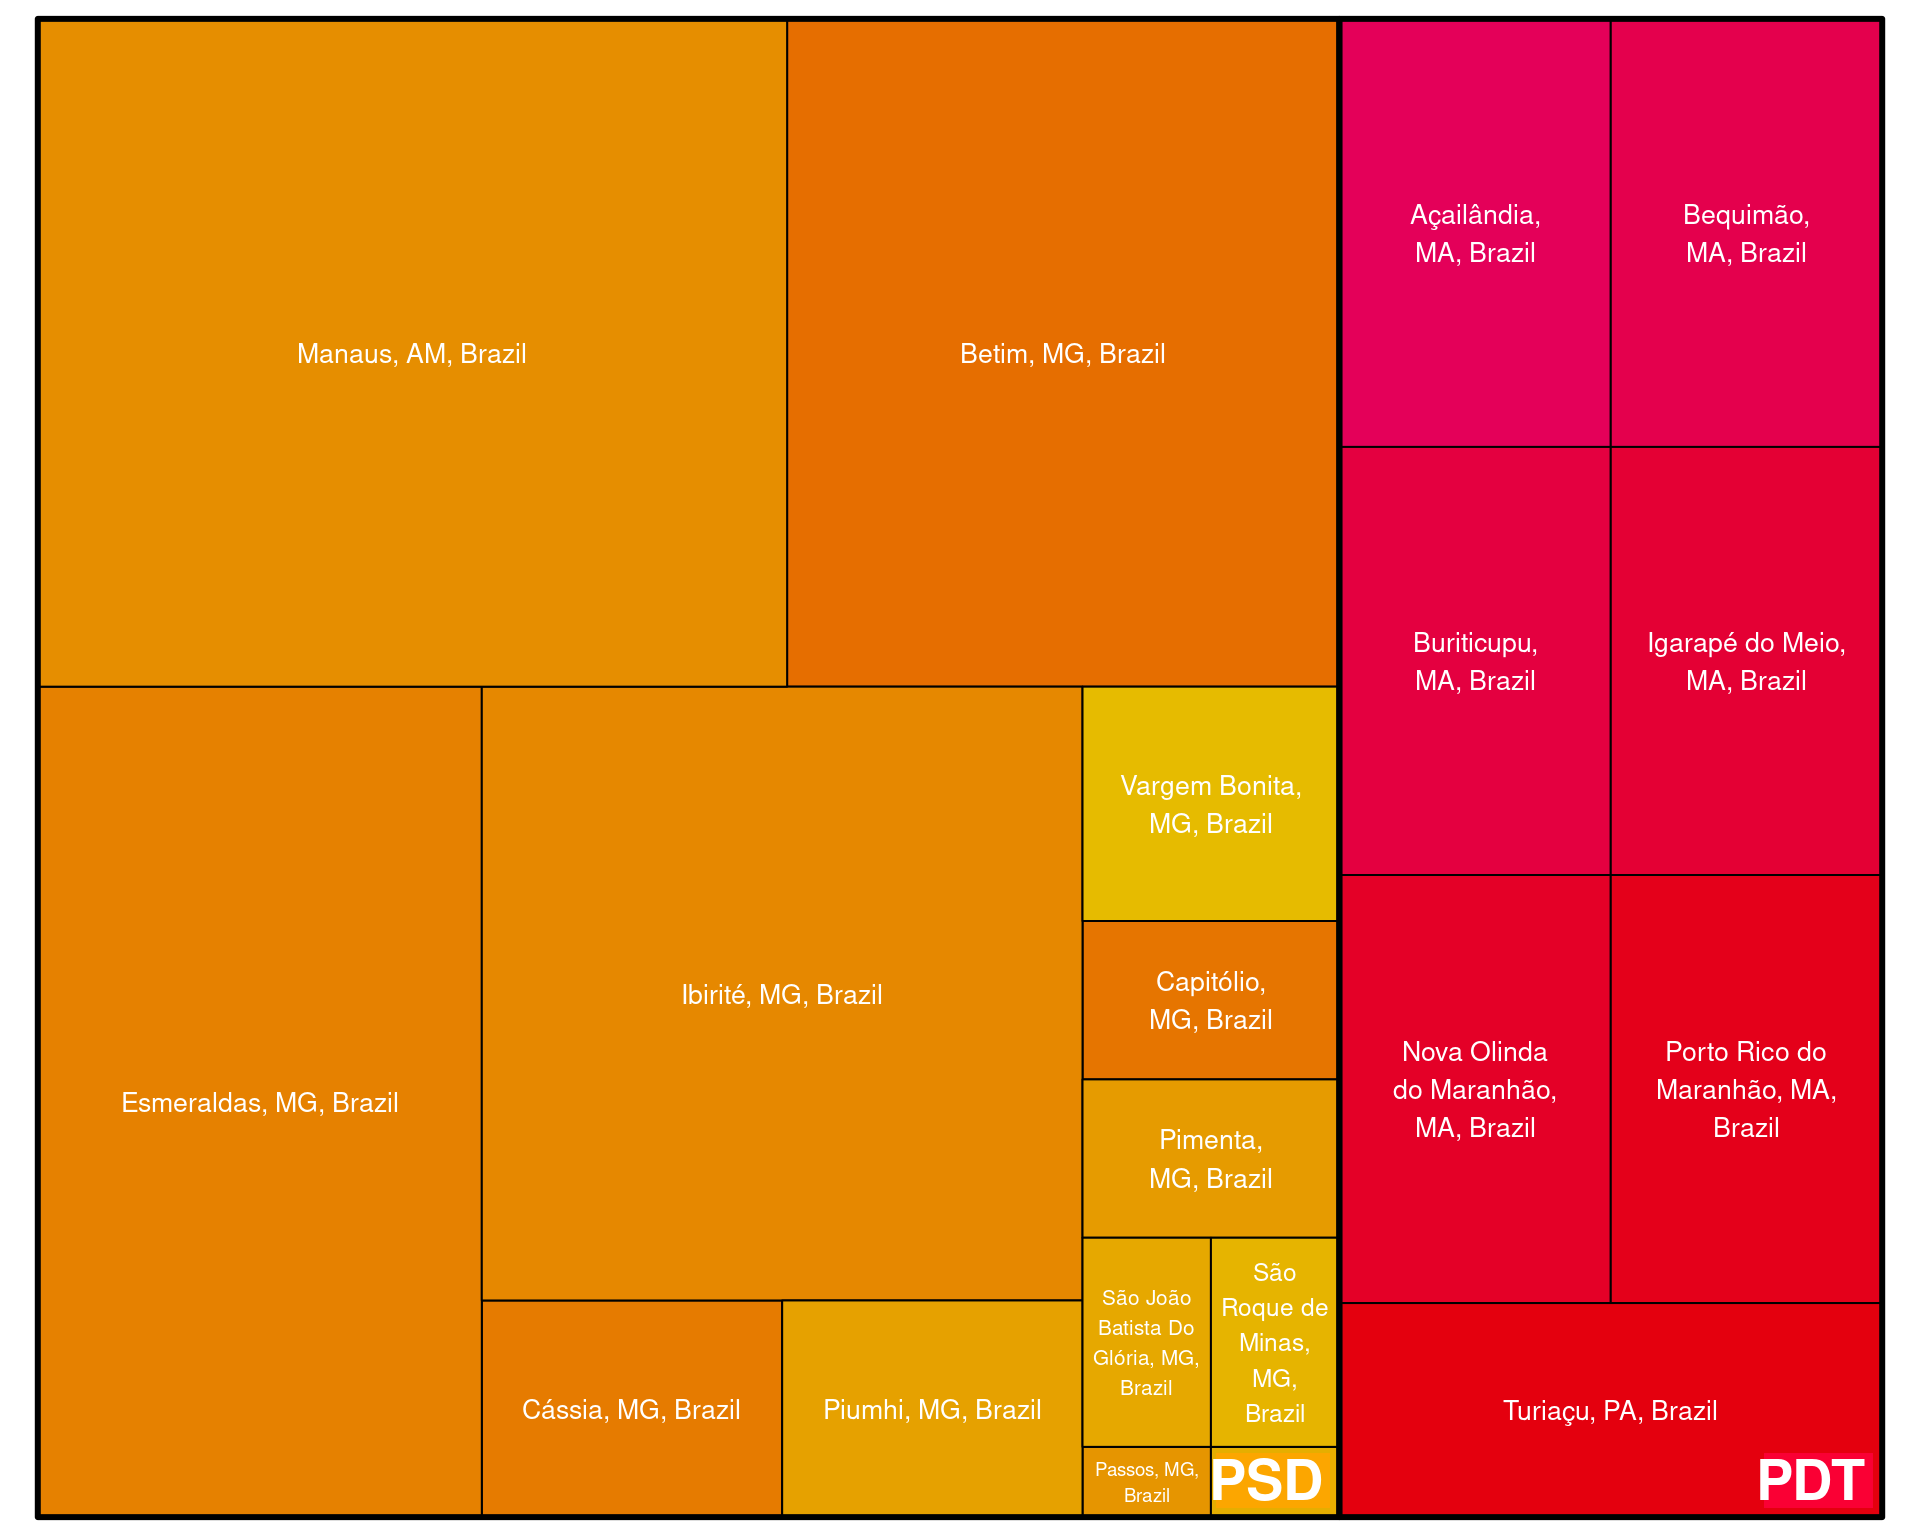 Manaus, AM, Brazil
Betim, MG, Brazil
Açailândia,
MA, Brazil
Bequimão,
MA, Brazil
Buriticupu,
MA, Brazil
Igarapé do Meio,
MA, Brazil
Esmeraldas, MG, Brazil
Ibirité, MG, Brazil
Vargem Bonita,
MG, Brazil
Capitólio,
MG, Brazil
Pimenta,
MG, Brazil
Nova Olinda
do Maranhão,
MA, Brazil
Porto Rico do
Maranhão, MA,
Brazil
São João
Batista Do
Glória, MG,
Brazil
São
Roque de
Minas,
MG,
Brazil
Cássia, MG, Brazil
Piumhi, MG, Brazil
Passos, MG,
Brazil
PSD
Turiaçu, PA, Brazil
PDT